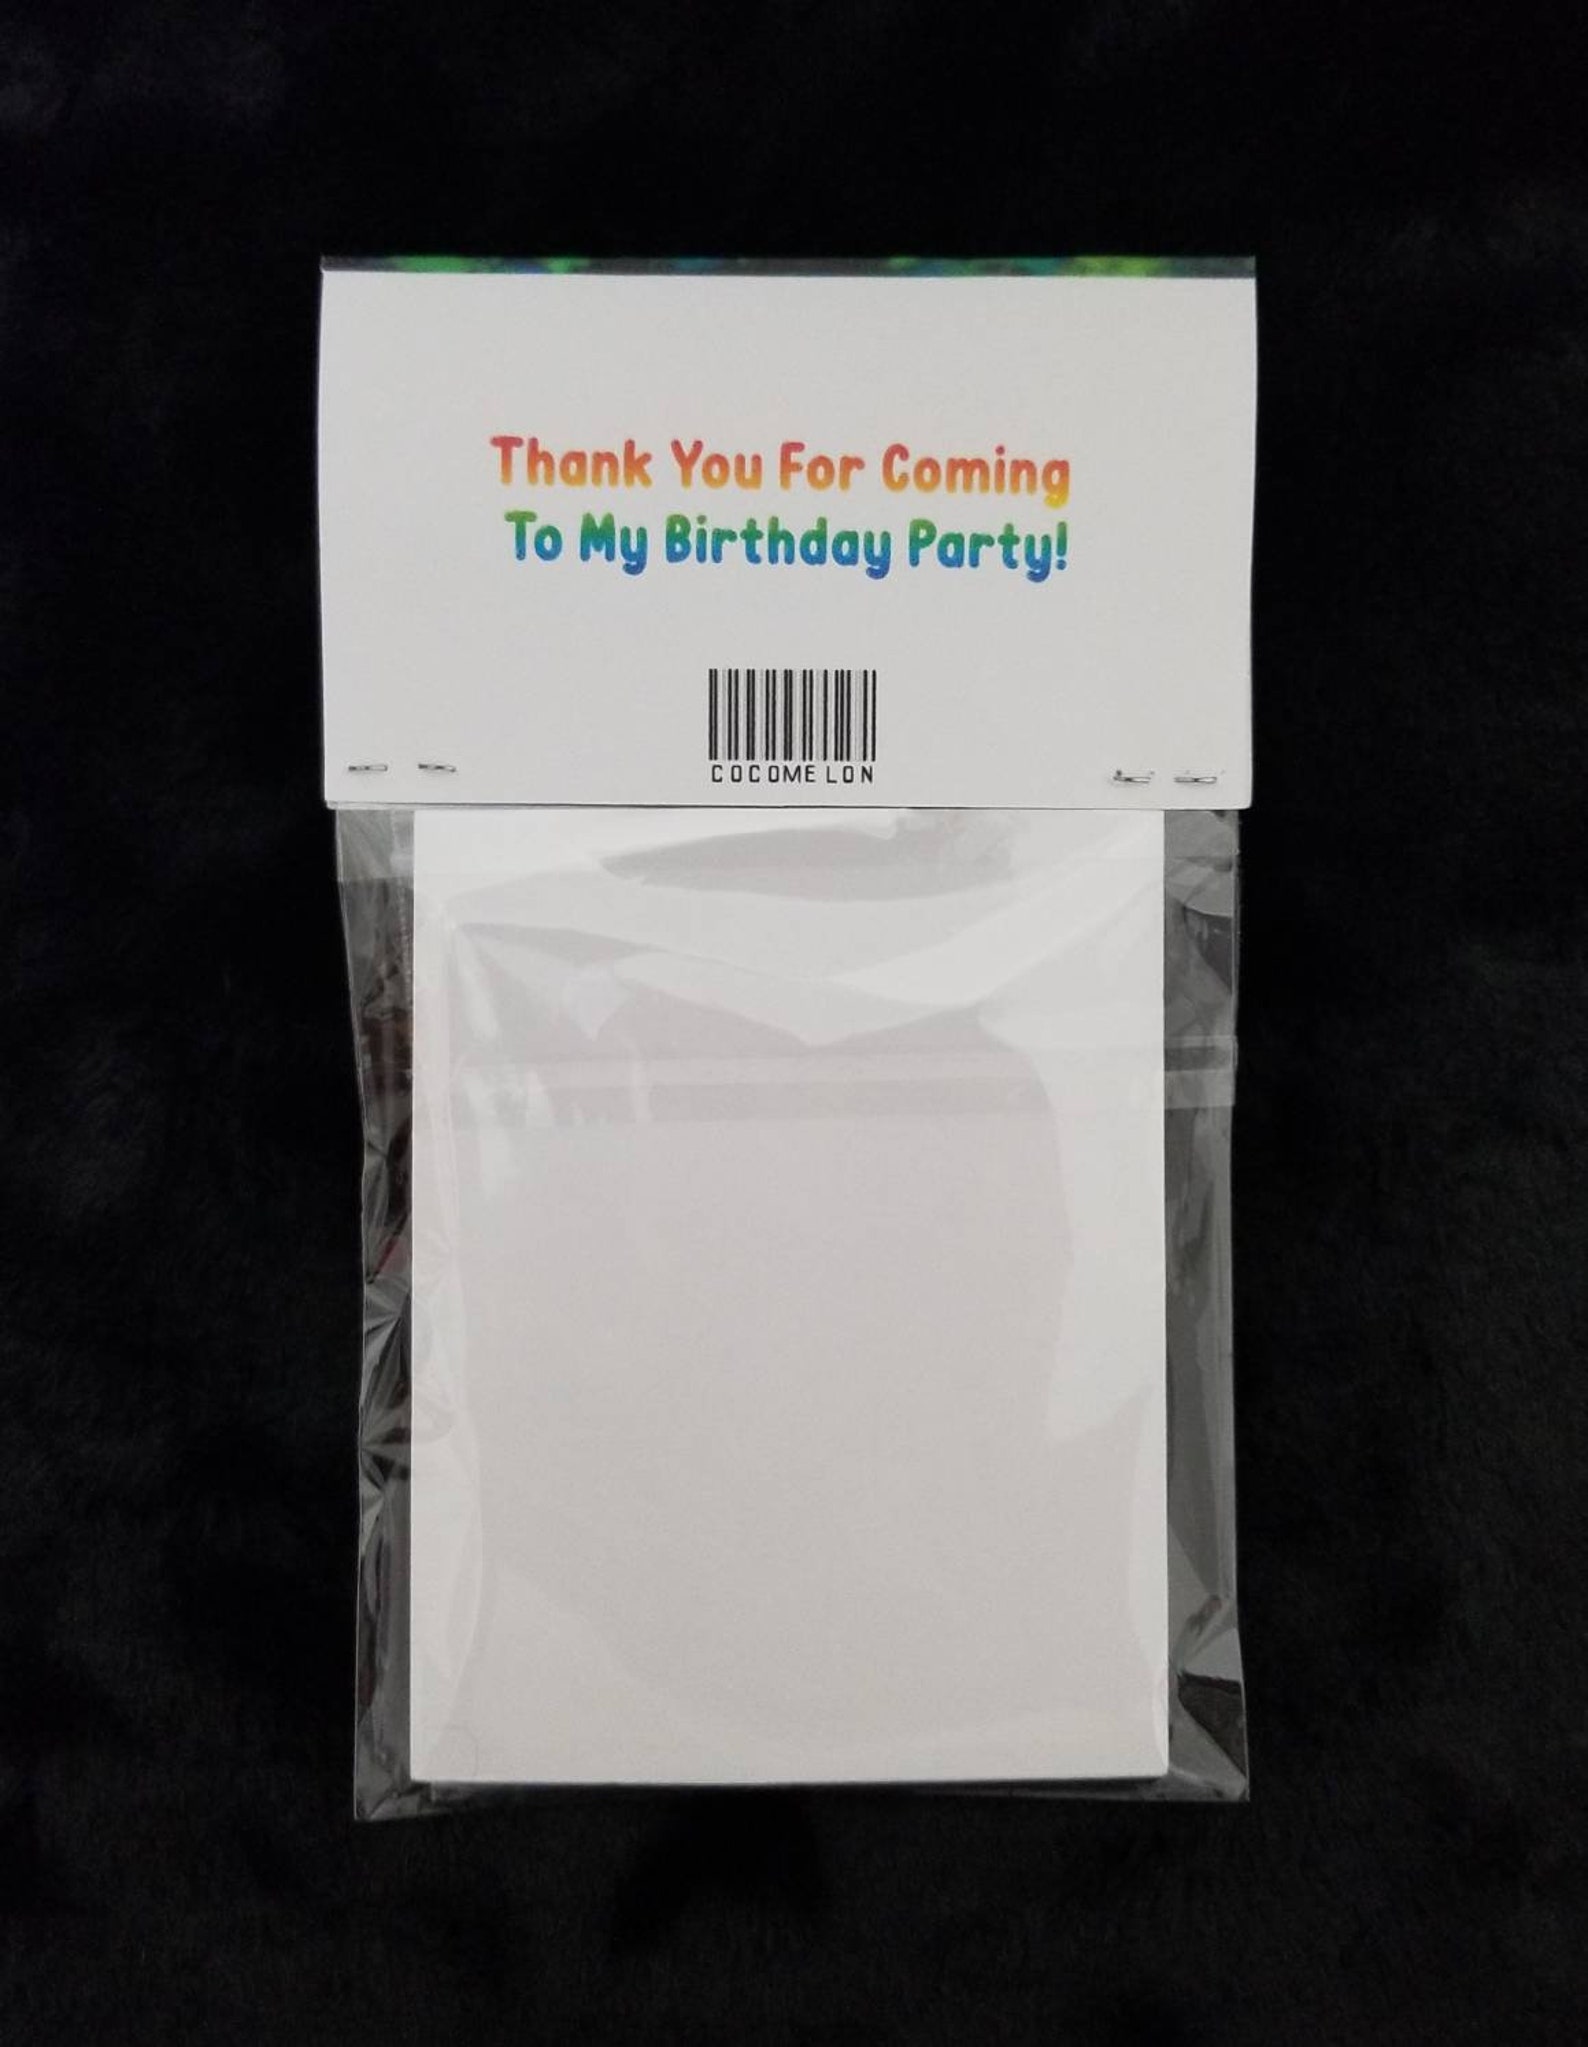 Thank You For Coming
To My Birthday Party!
COCOMELON